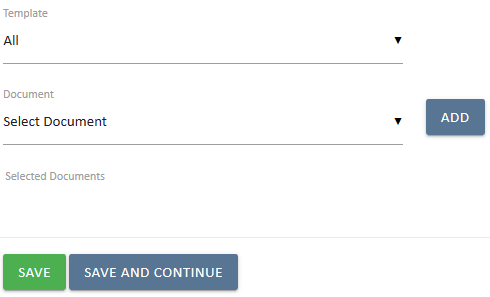 Template
All
Document
Select Document
ADD
Selected Documents
SAVE SAVE AND CONTINUE